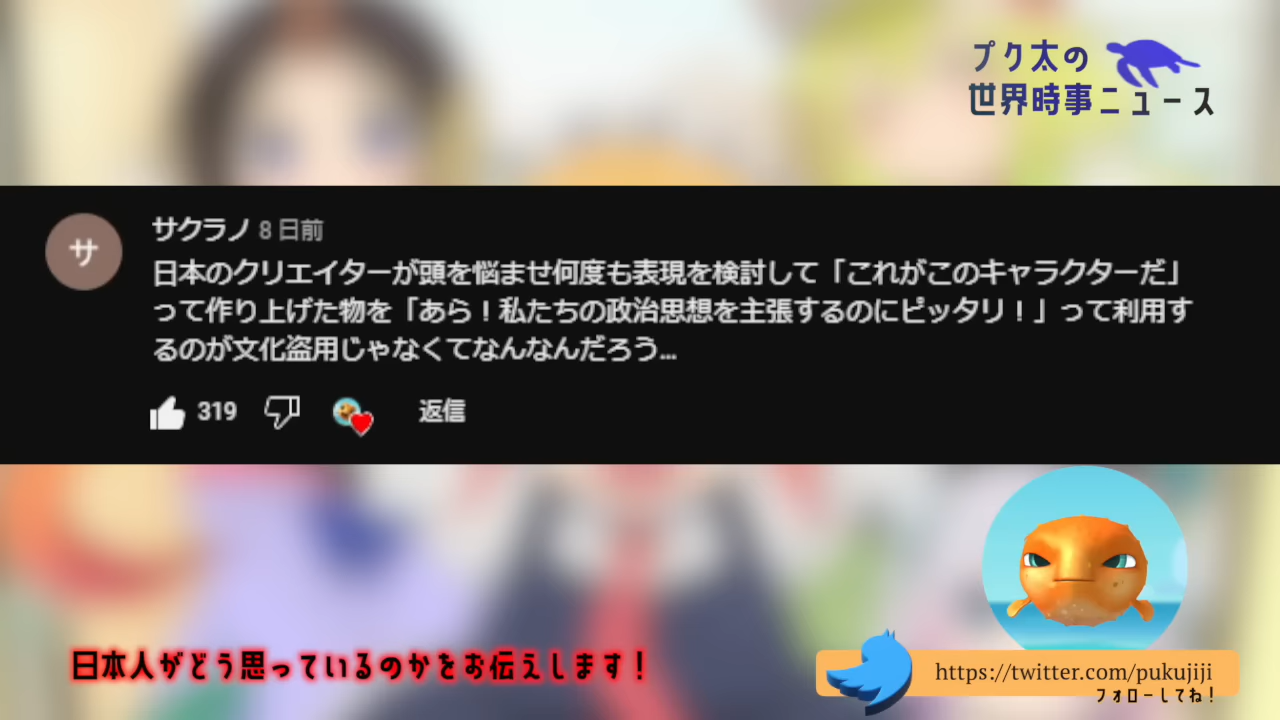 プク太の
世界時事ニュース
サ
サクラノ 8 日前
日本のクリエイターが頭を悩ませ何度も表現を検討して「これがこのキャラクターだ」
って作り上げた物を「あら！私たちの政治思想を主張するのにピッタリ！」って利用す
るのが文化盗用じゃなくてなんなんだろう...
319
返信
日本人がどう思っているのかをお伝えします！
https://twitter.com/pukujiji
フォローしてね！